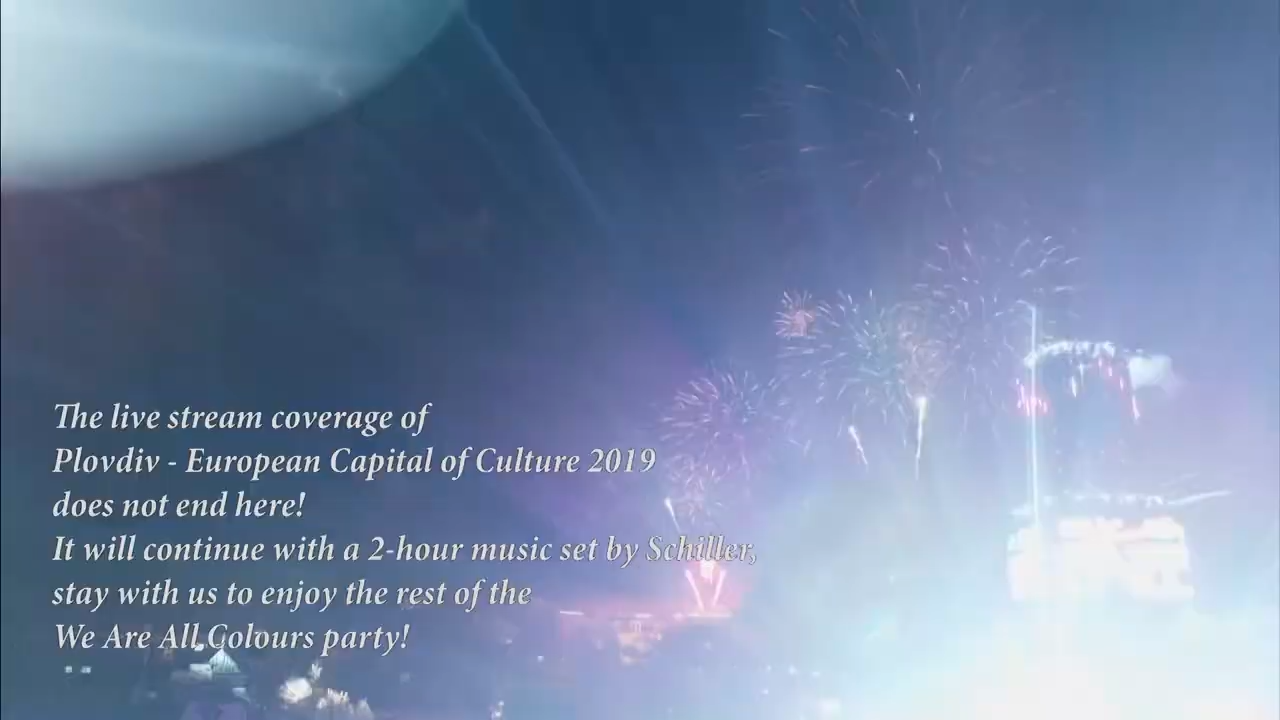 The live stream coverage of
Plovdiv - European Capital of Culture 2019
does not end here!
It will continue with a 2-hour music set by Schiller,
stay with us to enjoy the rest of the
We Are All Colours party!